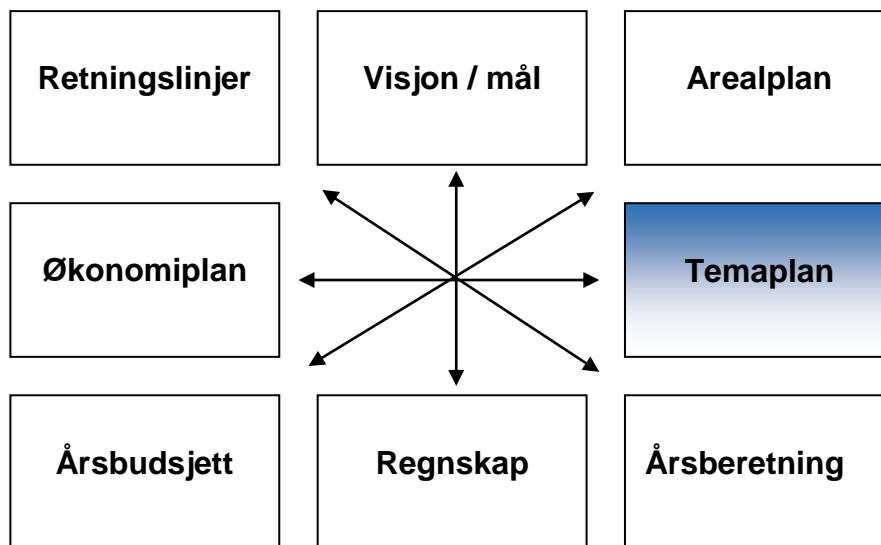 Retningslinjer
Visjon / mål
Arealplan
Økonomiplan
Temaplan
Årsbudsjett
Regnskap
Årsberetning